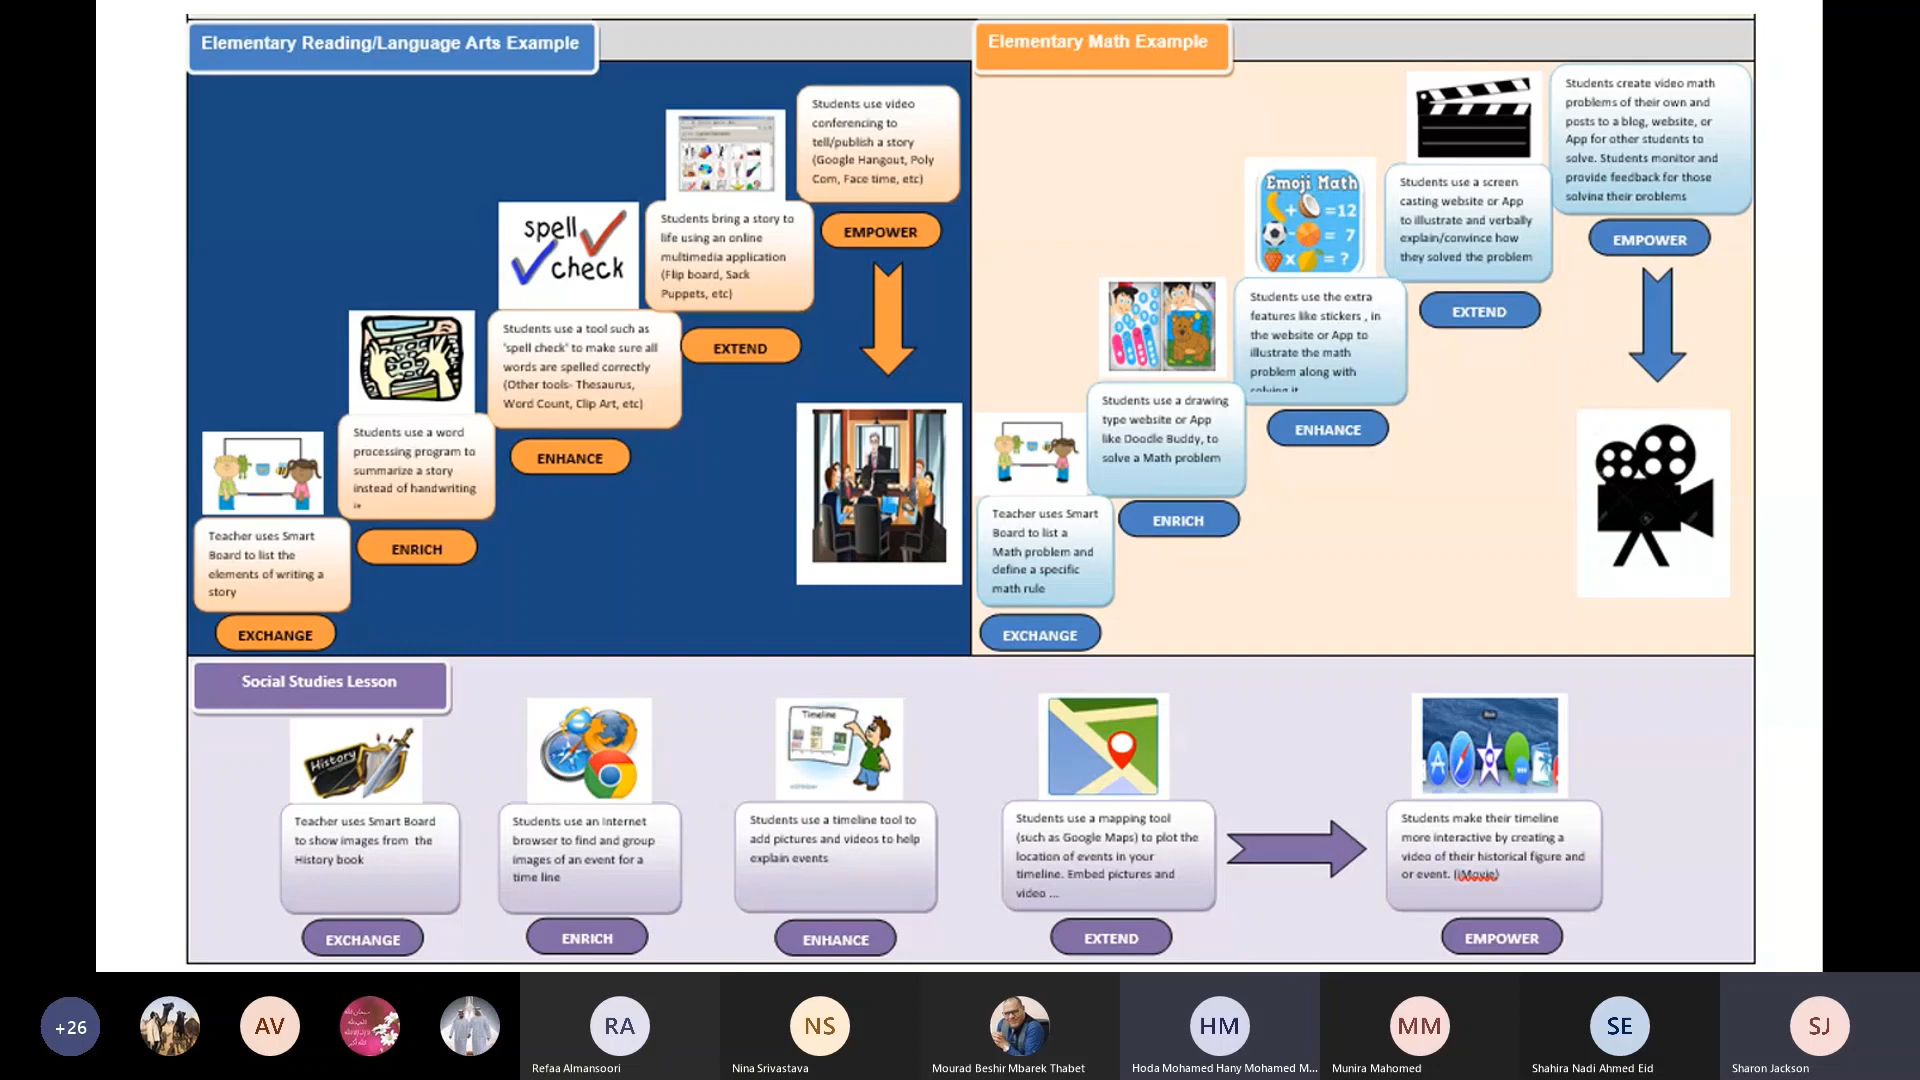 Elementary Reading/Language Arts Example
Students use video
conferencing to
tell/publish a story
(Google Hangout, Poly
Com, Face time, etc)
EMPOWER
Students bring a story to
life using an online
multimedia application
(Flip board, Sack
Puppets, etc)
EXTEND
spell
check
Students use a tool such as
'spell check' to make sure all
words are spelled correctly
(Other tools- Thesaurus,
Word Count, Clip Art, etc)
ENHANCE
Students use a word
processing program to
summarize a story
instead of handwriting
ENRICH
Teacher uses Smart
Board to list the
elements of writing a
story
EXCHANGE
Elementary Math Example
Students create video math
problems of their own and
posts to a blog, website, or
App for other students to
solve. Students monitor and
provide feedback for those
solving their problems
EMPOWER
Students use a screen
casting website or App
to illustrate and verbally
explain/convince how
they solved the problem
EXTEND
Emoji Math
+ =12
- = 7
x = ?
Students use the extra
features like stickers , in
the website or App to
illustrate the math
problem along with
solving it
ENHANCE
Students use a drawing
type website or App
like Doodle Buddy, to
solve a Math problem
ENRICH
Teacher uses Smart
Board to list a
Math problem and
define a specific
math rule
EXCHANGE
Social Studies Lesson
History
Teacher uses Smart Board
to show images from the
History book
EXCHANGE
Students use an Internet
browser to find and group
images of an event for a
time line
ENRICH
Timeline
Students use a timeline tool to
add pictures and videos to help
explain events
ENHANCE
Students use a mapping tool
(such as Google Maps) to plot the
location of events in your
timeline. Embed pictures and
video ...
EXTEND
Students make their timeline
more interactive by creating a
video of their historical figure and
or event. (iMovie)
EMPOWER
+26
AV
RA
Refaa Almansoori
NS
Nina Srivastava
Mourad Beshir Mbarek Thabet
HM
Hoda Mohamed Hany Mohamed M...
MM
Munira Mahomed
SE
Shahira Nadi Ahmed Eid
SJ
Sharon Jackson